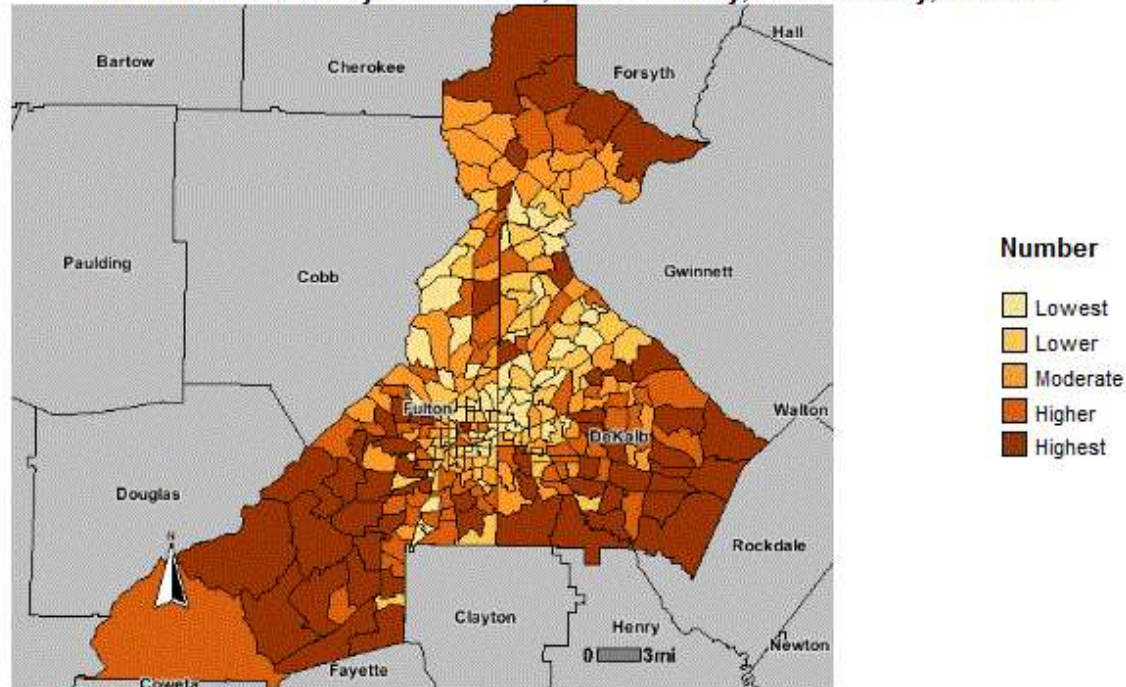 Hall
Bartow
Cherokee
Forsyth
Paulding
Cobb
Gwinnett
Number
Lowest
Lower
Moderate
Higher
Highest
Fulton
Walton
DeKalb
Douglas
N
Rockdale
Clayton
Henry
Newton
0 3mi
Fayette
Coweta